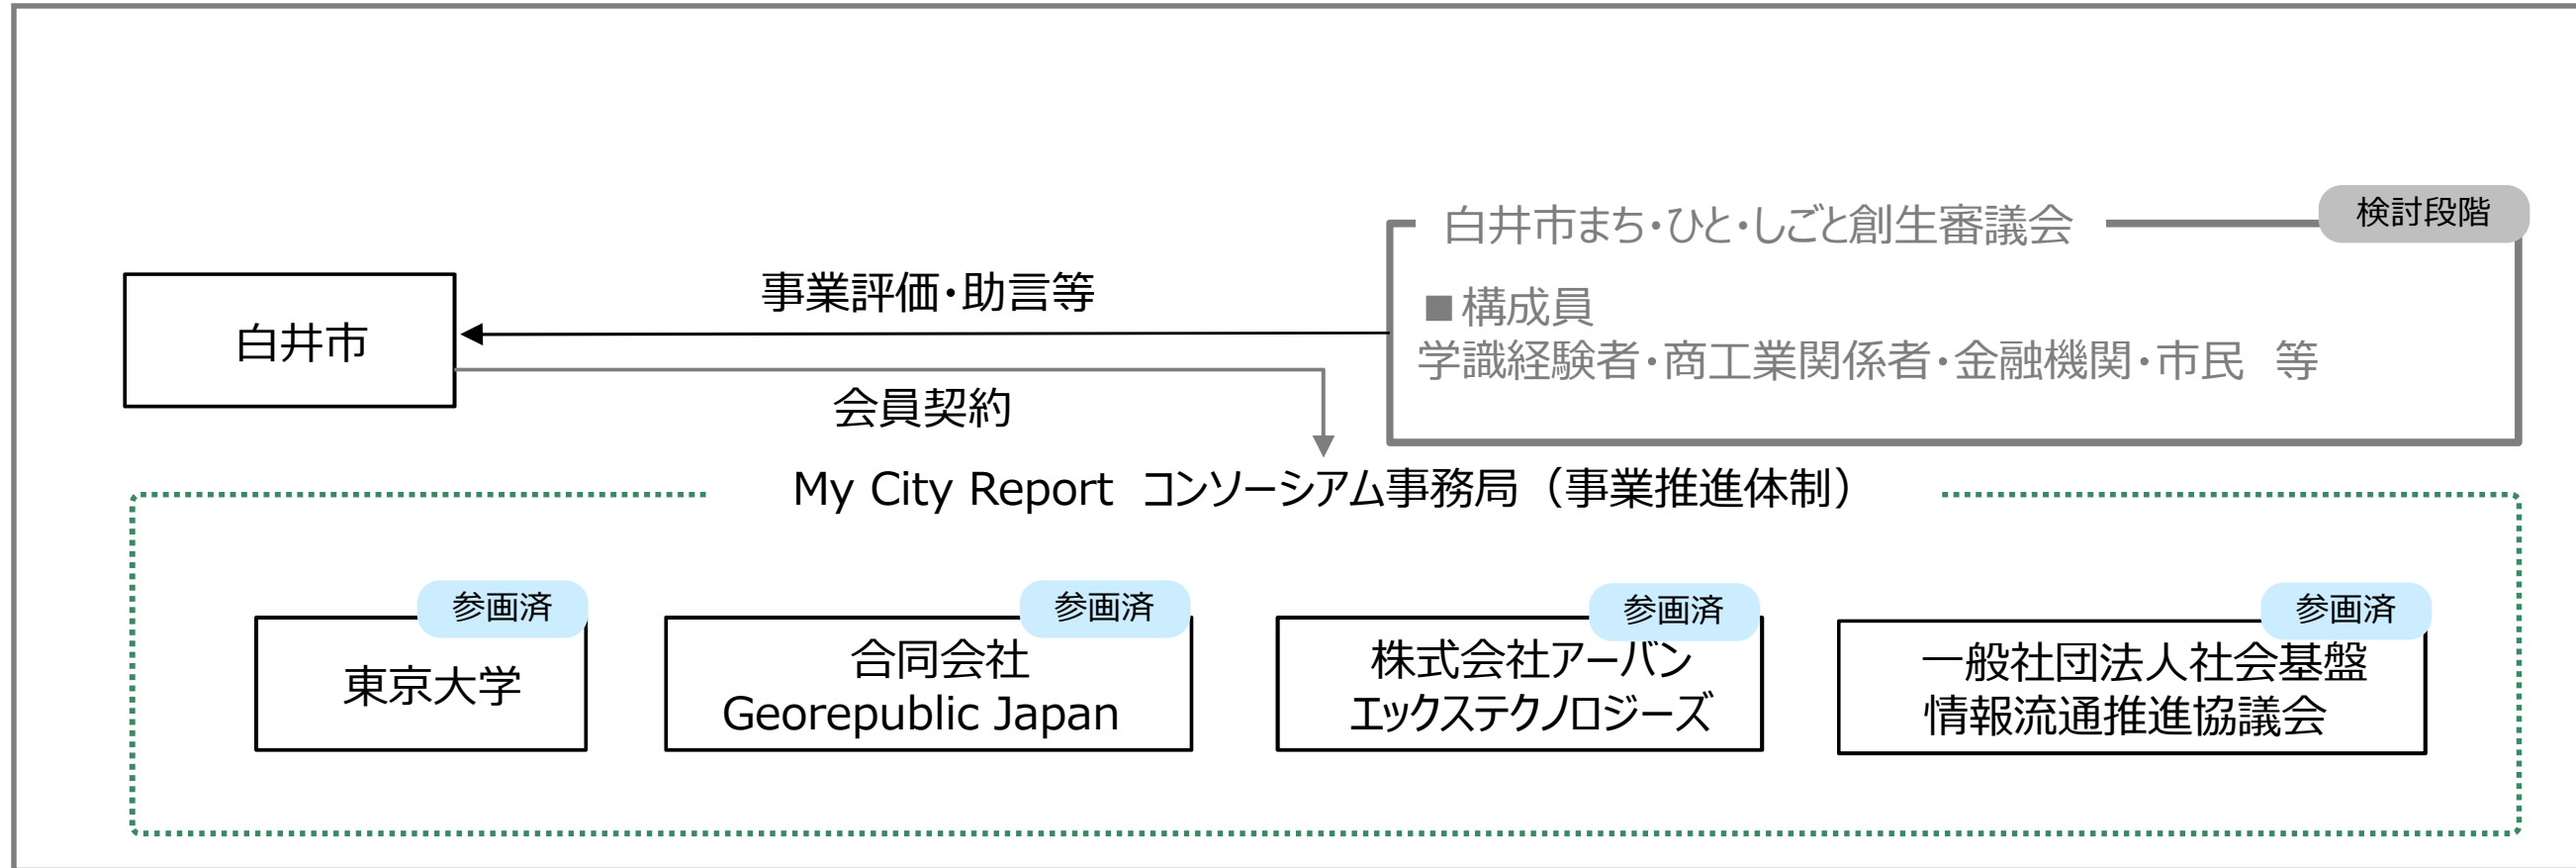 検討段階
白井市まち・ひと・しごと創生審議会
■構成員
学識経験者・商工業関係者・金融機関・市民　等
事業評価・助言等
白井市
会員契約
My City Report コンソーシアム事務局（事業推進体制）
参画済
東京大学
参画済
合同会社
Georepublic Japan
参画済
株式会社アーバン
エックステクノロジーズ
参画済
一般社団法人社会基盤
情報流通推進協議会